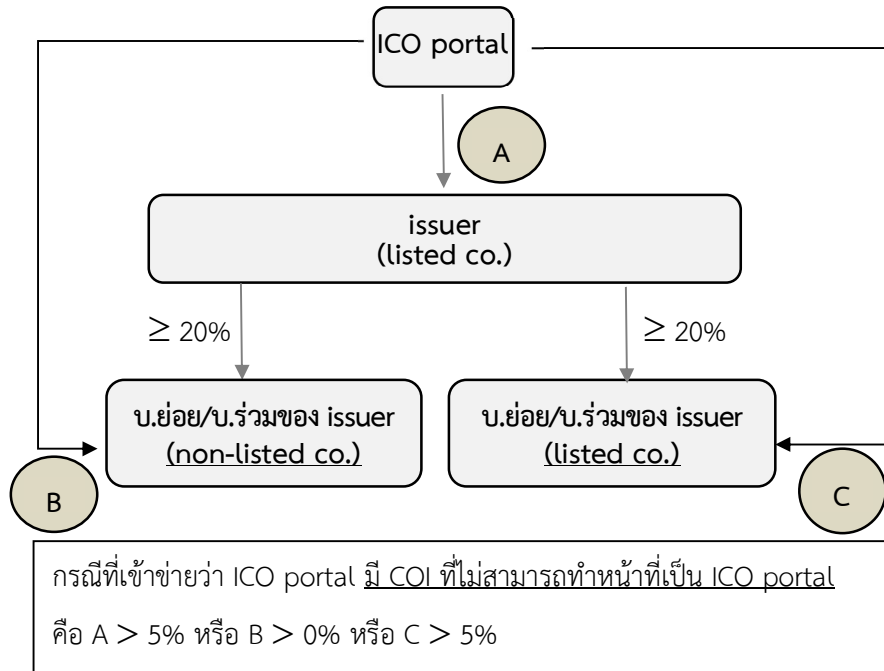 ICO portal
A
issuer
(listed co.)
≥ 20%
≥ 20%
บ.ย่อย/บ.ร่วมของ issuer
(non-listed co.)
บ.ย่อย/บ.ร่วมของ issuer
(listed co.)
B
C
กรณีที่เข้าข่ายว่า ICO portal มี COI ที่ไม่สามารถทำหน้าที่เป็น ICO portal
คือ A > 5% หรือ B > 0% หรือ C > 5%